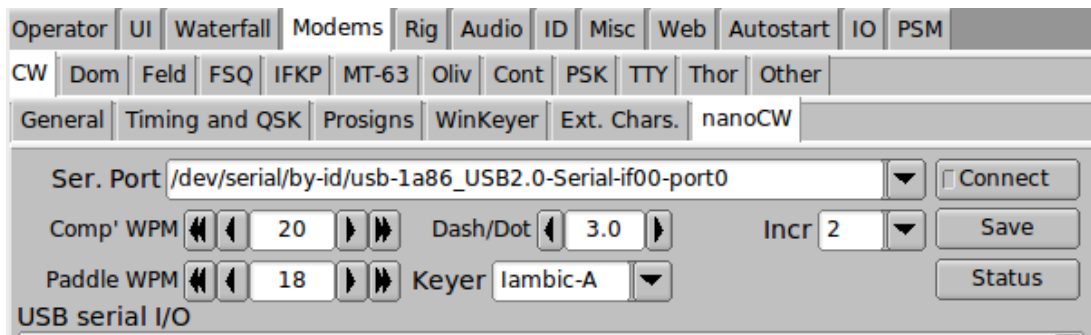 Operator UI Waterfall Modems Rig Audio ID Misc Web Autostart IO PSM
CW Dom Feld FSQ IFKP MT-63 Oliv Cont PSK TTY Thor Other
General Timing and QSK Prosigns WinKeyer Ext. Chars. nanoCW
Ser. Port /dev/serial/by-id/usb-1a86_USB2.0-Serial-if00-port0 Connect
Comp' WPM 20 Dash/Dot 3.0 Incr 2 Save
Paddle WPM 18 Keyer Iambic-A Status
USB serial I/O